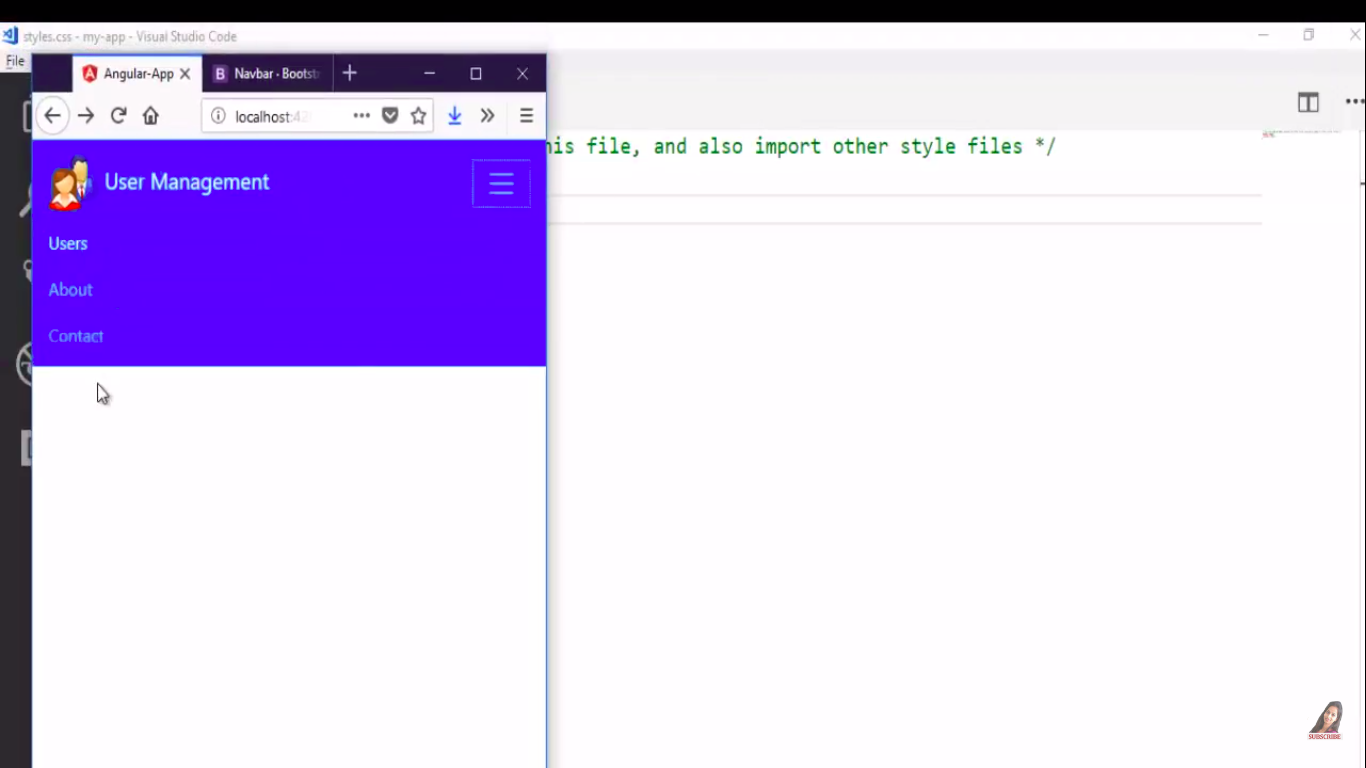 styles.css - my-app - Visual Studio Code
File
Angular-App
Navbar - Bootst
localhost:42
his file, and also import other style files */
User Management
Users
About
Contact
SUBSCRIBE